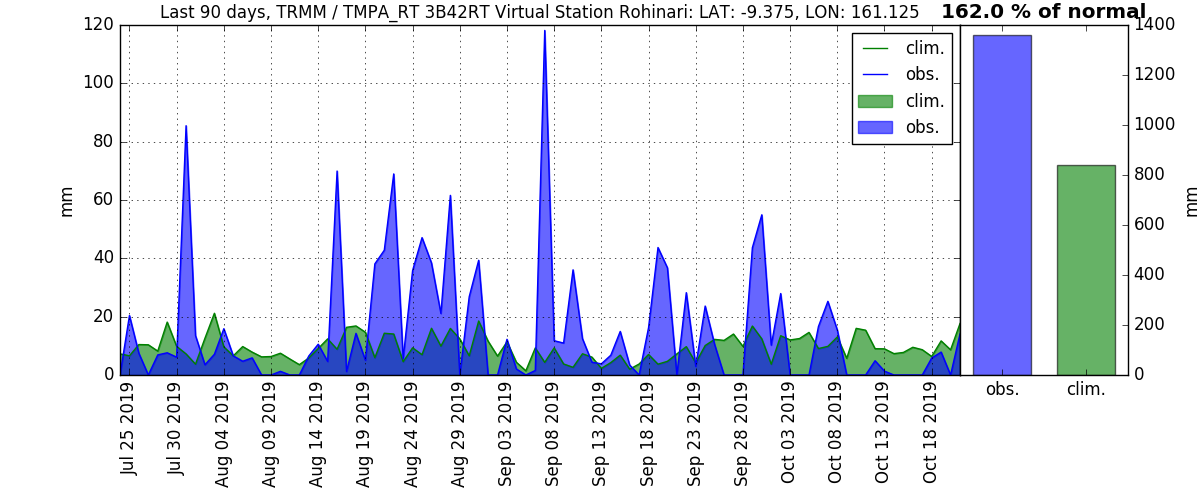 Last 90 days, TRMM / TMPA_RT 3B42RT Virtual Station Rohinari: LAT: -9.375, LON: 161.125
162.0 % of normal
120
100
80
60
40
20
0
mm
clim.
obs.
clim.
obs.
Jul 25 2019
Jul 30 2019
Aug 04 2019
Aug 09 2019
Aug 14 2019
Aug 19 2019
Aug 24 2019
Aug 29 2019
Sep 03 2019
Sep 08 2019
Sep 13 2019
Sep 18 2019
Sep 23 2019
Sep 28 2019
Oct 03 2019
Oct 08 2019
Oct 13 2019
Oct 18 2019
1400
1200
1000
800
600
400
200
0
mm
obs.
clim.